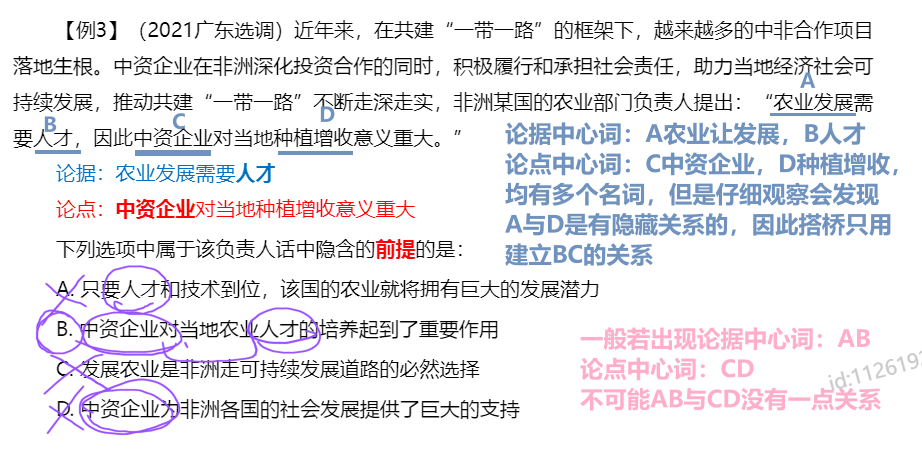 【例3】（2021广东选调）近年来，在共建“一带一路”的框架下，越来越多的中非合作项目
落地生根。中资企业在非洲深化投资合作的同时，积极履行和承担社会责任，助力当地经济社会可
持续发展，推动共建“一带一路”不断走深走实，非洲某国的农业部门负责人提出：“农业发展需
A
要人才，因此中资企业对当地种植增收意义重大。”
B
C
D
论据中心词：A农业让发展，B人才
论点中心词：C中资企业，D种植增收，
均有多个名词，但是仔细观察会发现
A与D是有隐藏关系的，因此搭桥只用
建立BC的关系
论据：农业发展需要人才
论点：中资企业对当地种植增收意义重大
下列选项中属于该负责人话中隐含的前提的是：
A. 只要人才和技术到位，该国的农业就将拥有巨大的发展潜力
B. 中资企业对当地农业人才的培养起到了重要作用
C. 发展农业是非洲走可持续发展道路的必然选择
D. 中资企业为非洲各国的社会发展提供了巨大的支持
一般若出现论据中心词：AB
论点中心词：CD
不可能AB与CD没有一点关系
id:1126192